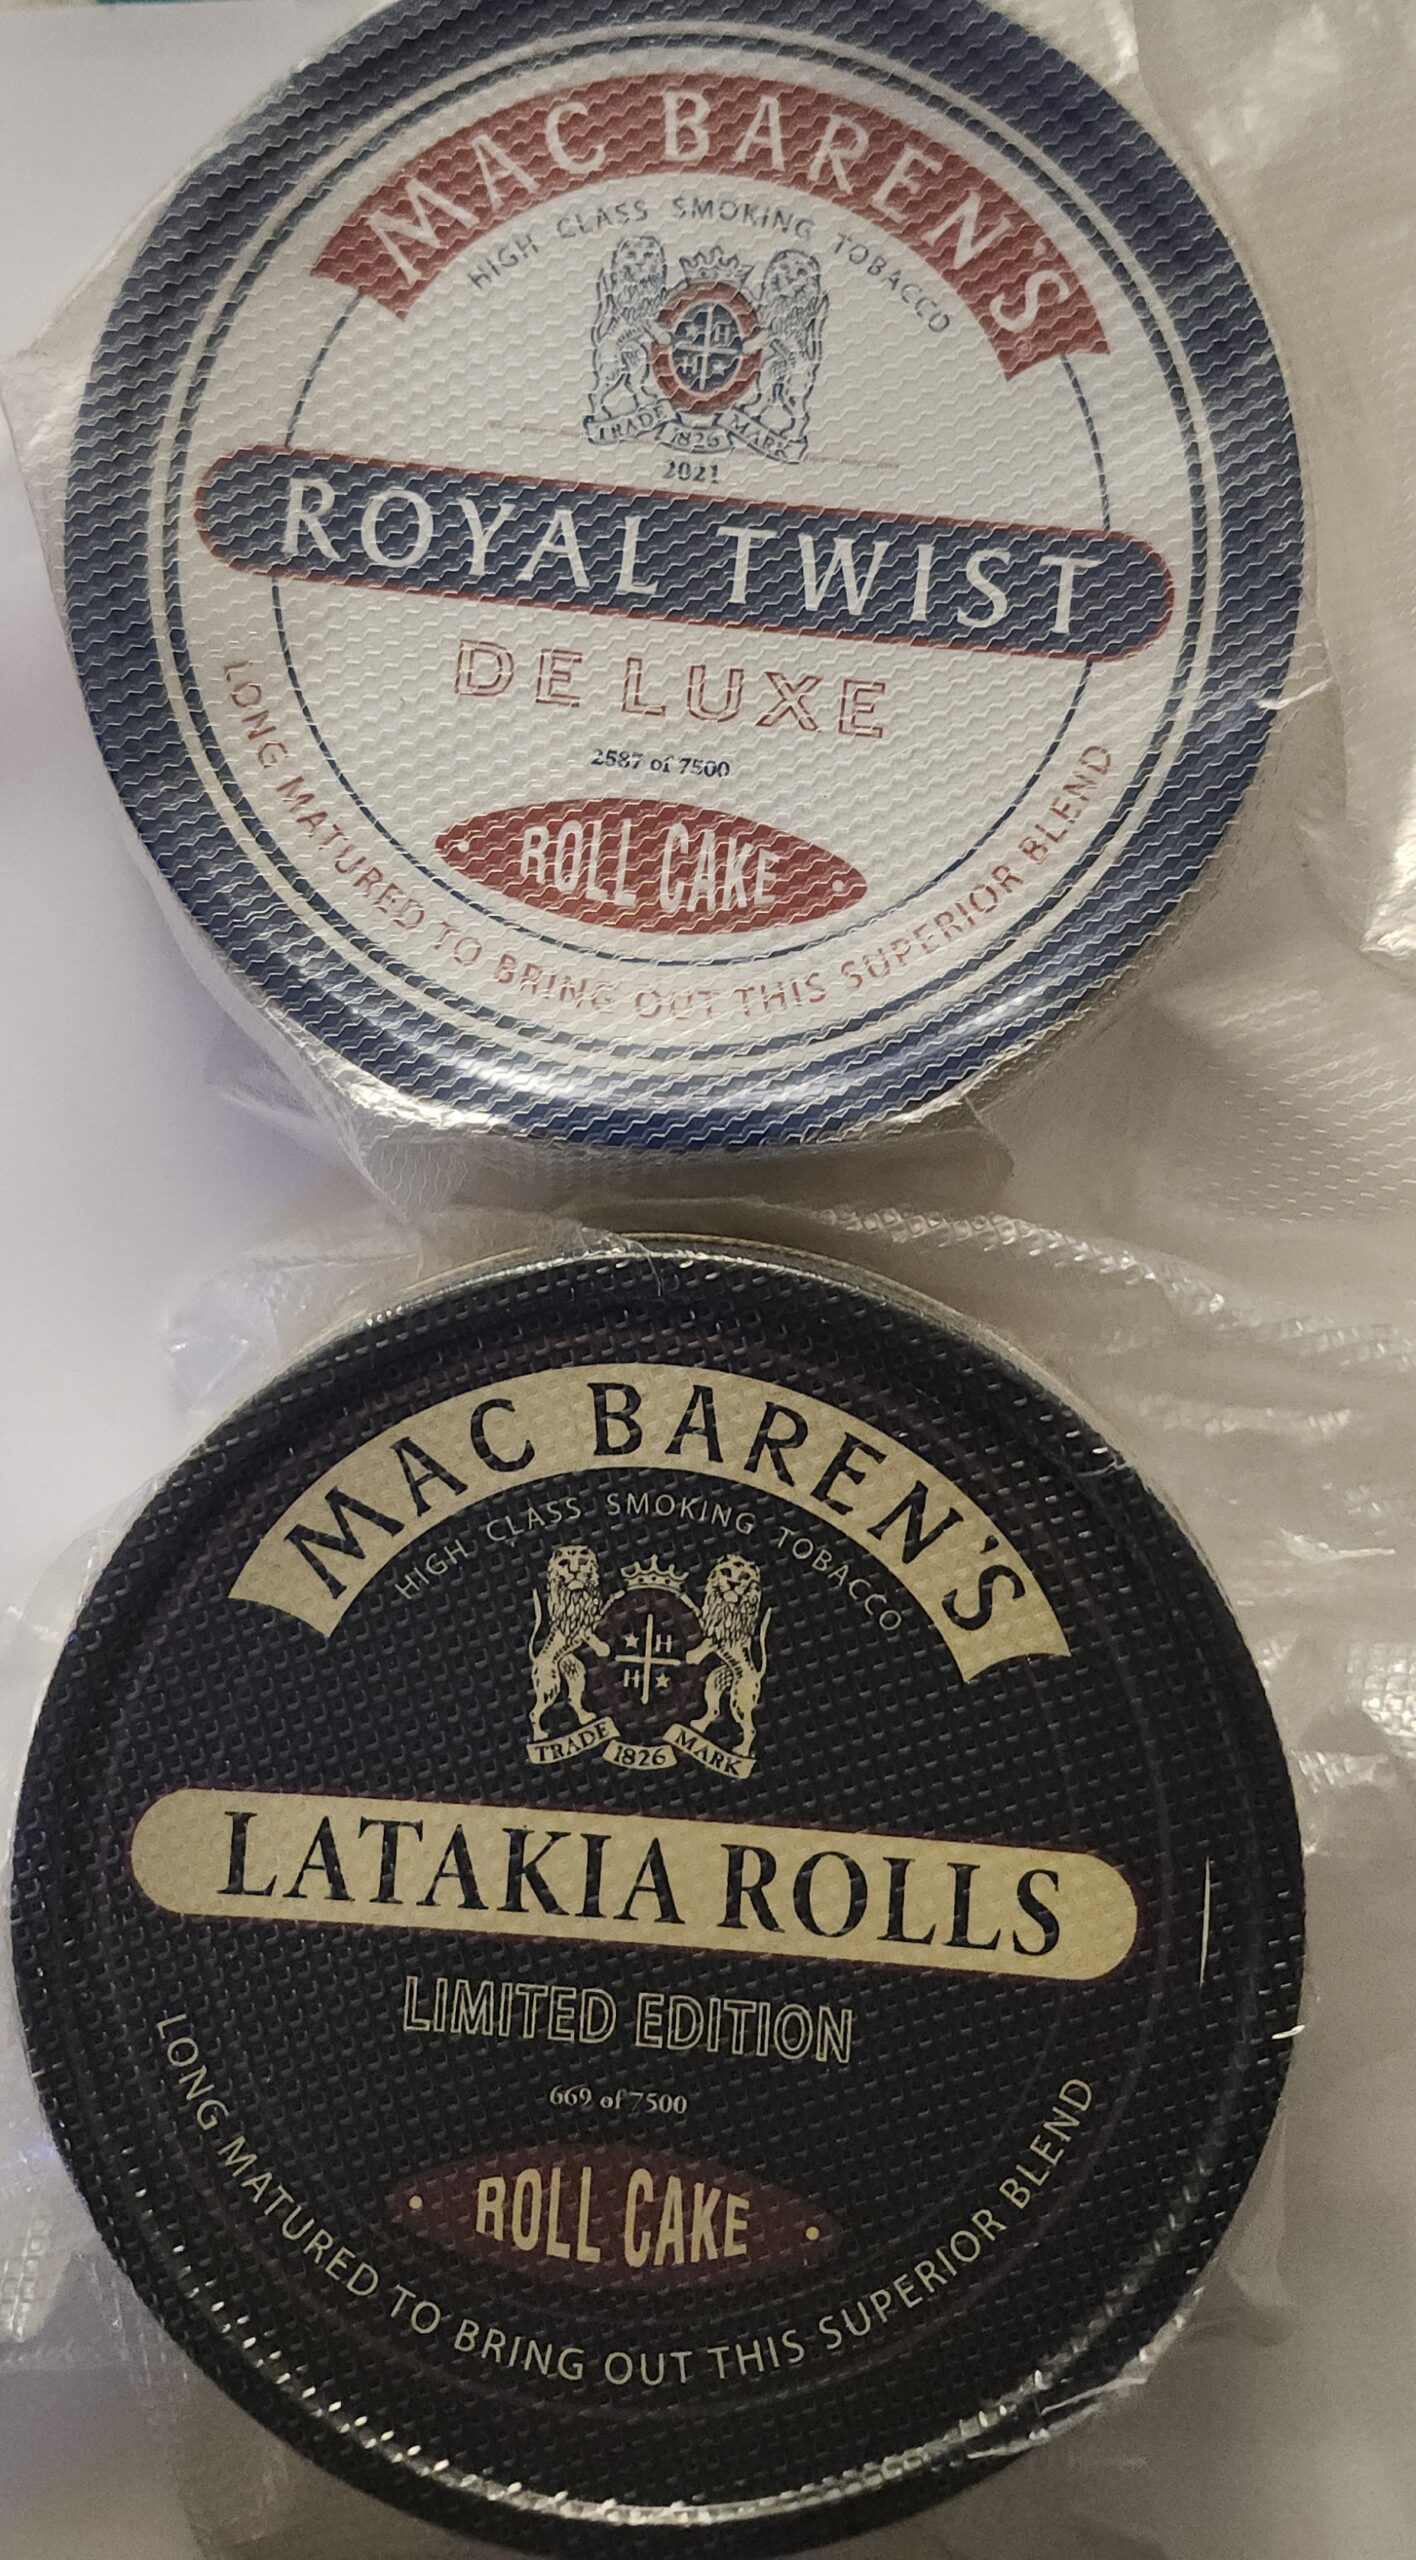 MAC BAREN'S
HIGH CLASS SMOKING TOBACCO
H
H
TRADE 1826 MARK
2021
ROYAL TWIST
DE LUXE
2587 of 7500
ROLL CAKE
LONG MATURED TO BRING OUT THIS SUPERIOR BLEND
MAC BAREN'S
HIGH CLASS SMOKING TOBACCO
H
H
TRADE 1826 MARK
LATAKIA ROLLS
LIMITED EDITION
669 of 7500
ROLL CAKE
LONG MATURED TO BRING OUT THIS SUPERIOR BLEND